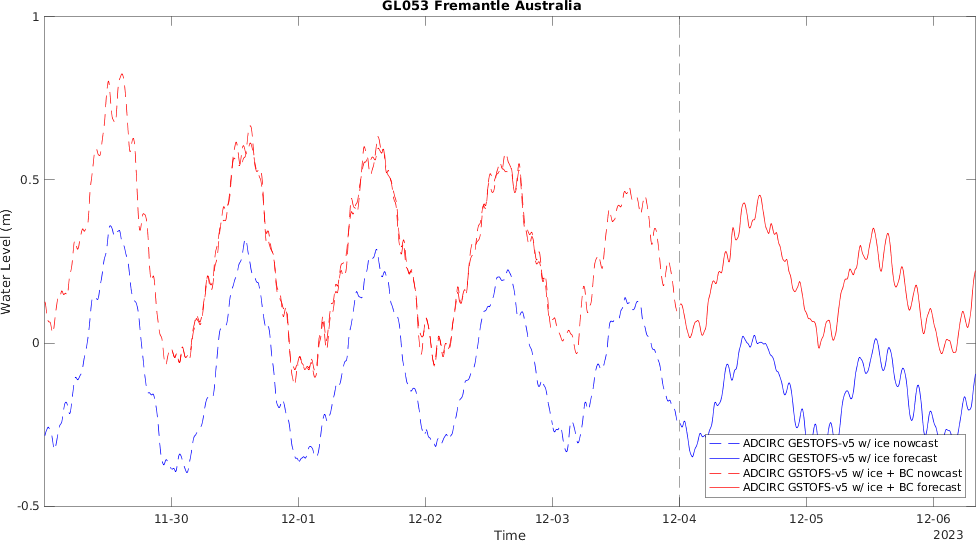 GL053 Fremantle Australia
1
0.5
0
-0.5
Water Level (m)
11-30 12-01 12-02 12-03 12-04 12-05 12-06
Time
2023
ADCIRC GESTOFS-v5 w/ ice nowcast
ADCIRC GESTOFS-v5 w/ ice forecast
ADCIRC GSTOFS-v5 w/ ice + BC nowcast
ADCIRC GSTOFS-v5 w/ ice + BC forecast